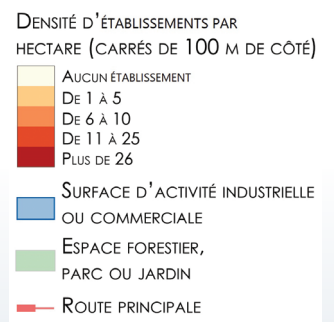 Densité d'établissements par
hectare (carrés de 100 m de côté)
Aucun établissement
De 1 à 5
De 6 à 10
De 11 à 25
Plus de 26
Surface d'activité industrielle
ou commerciale
Espace forestier,
parc ou jardin
Route principale